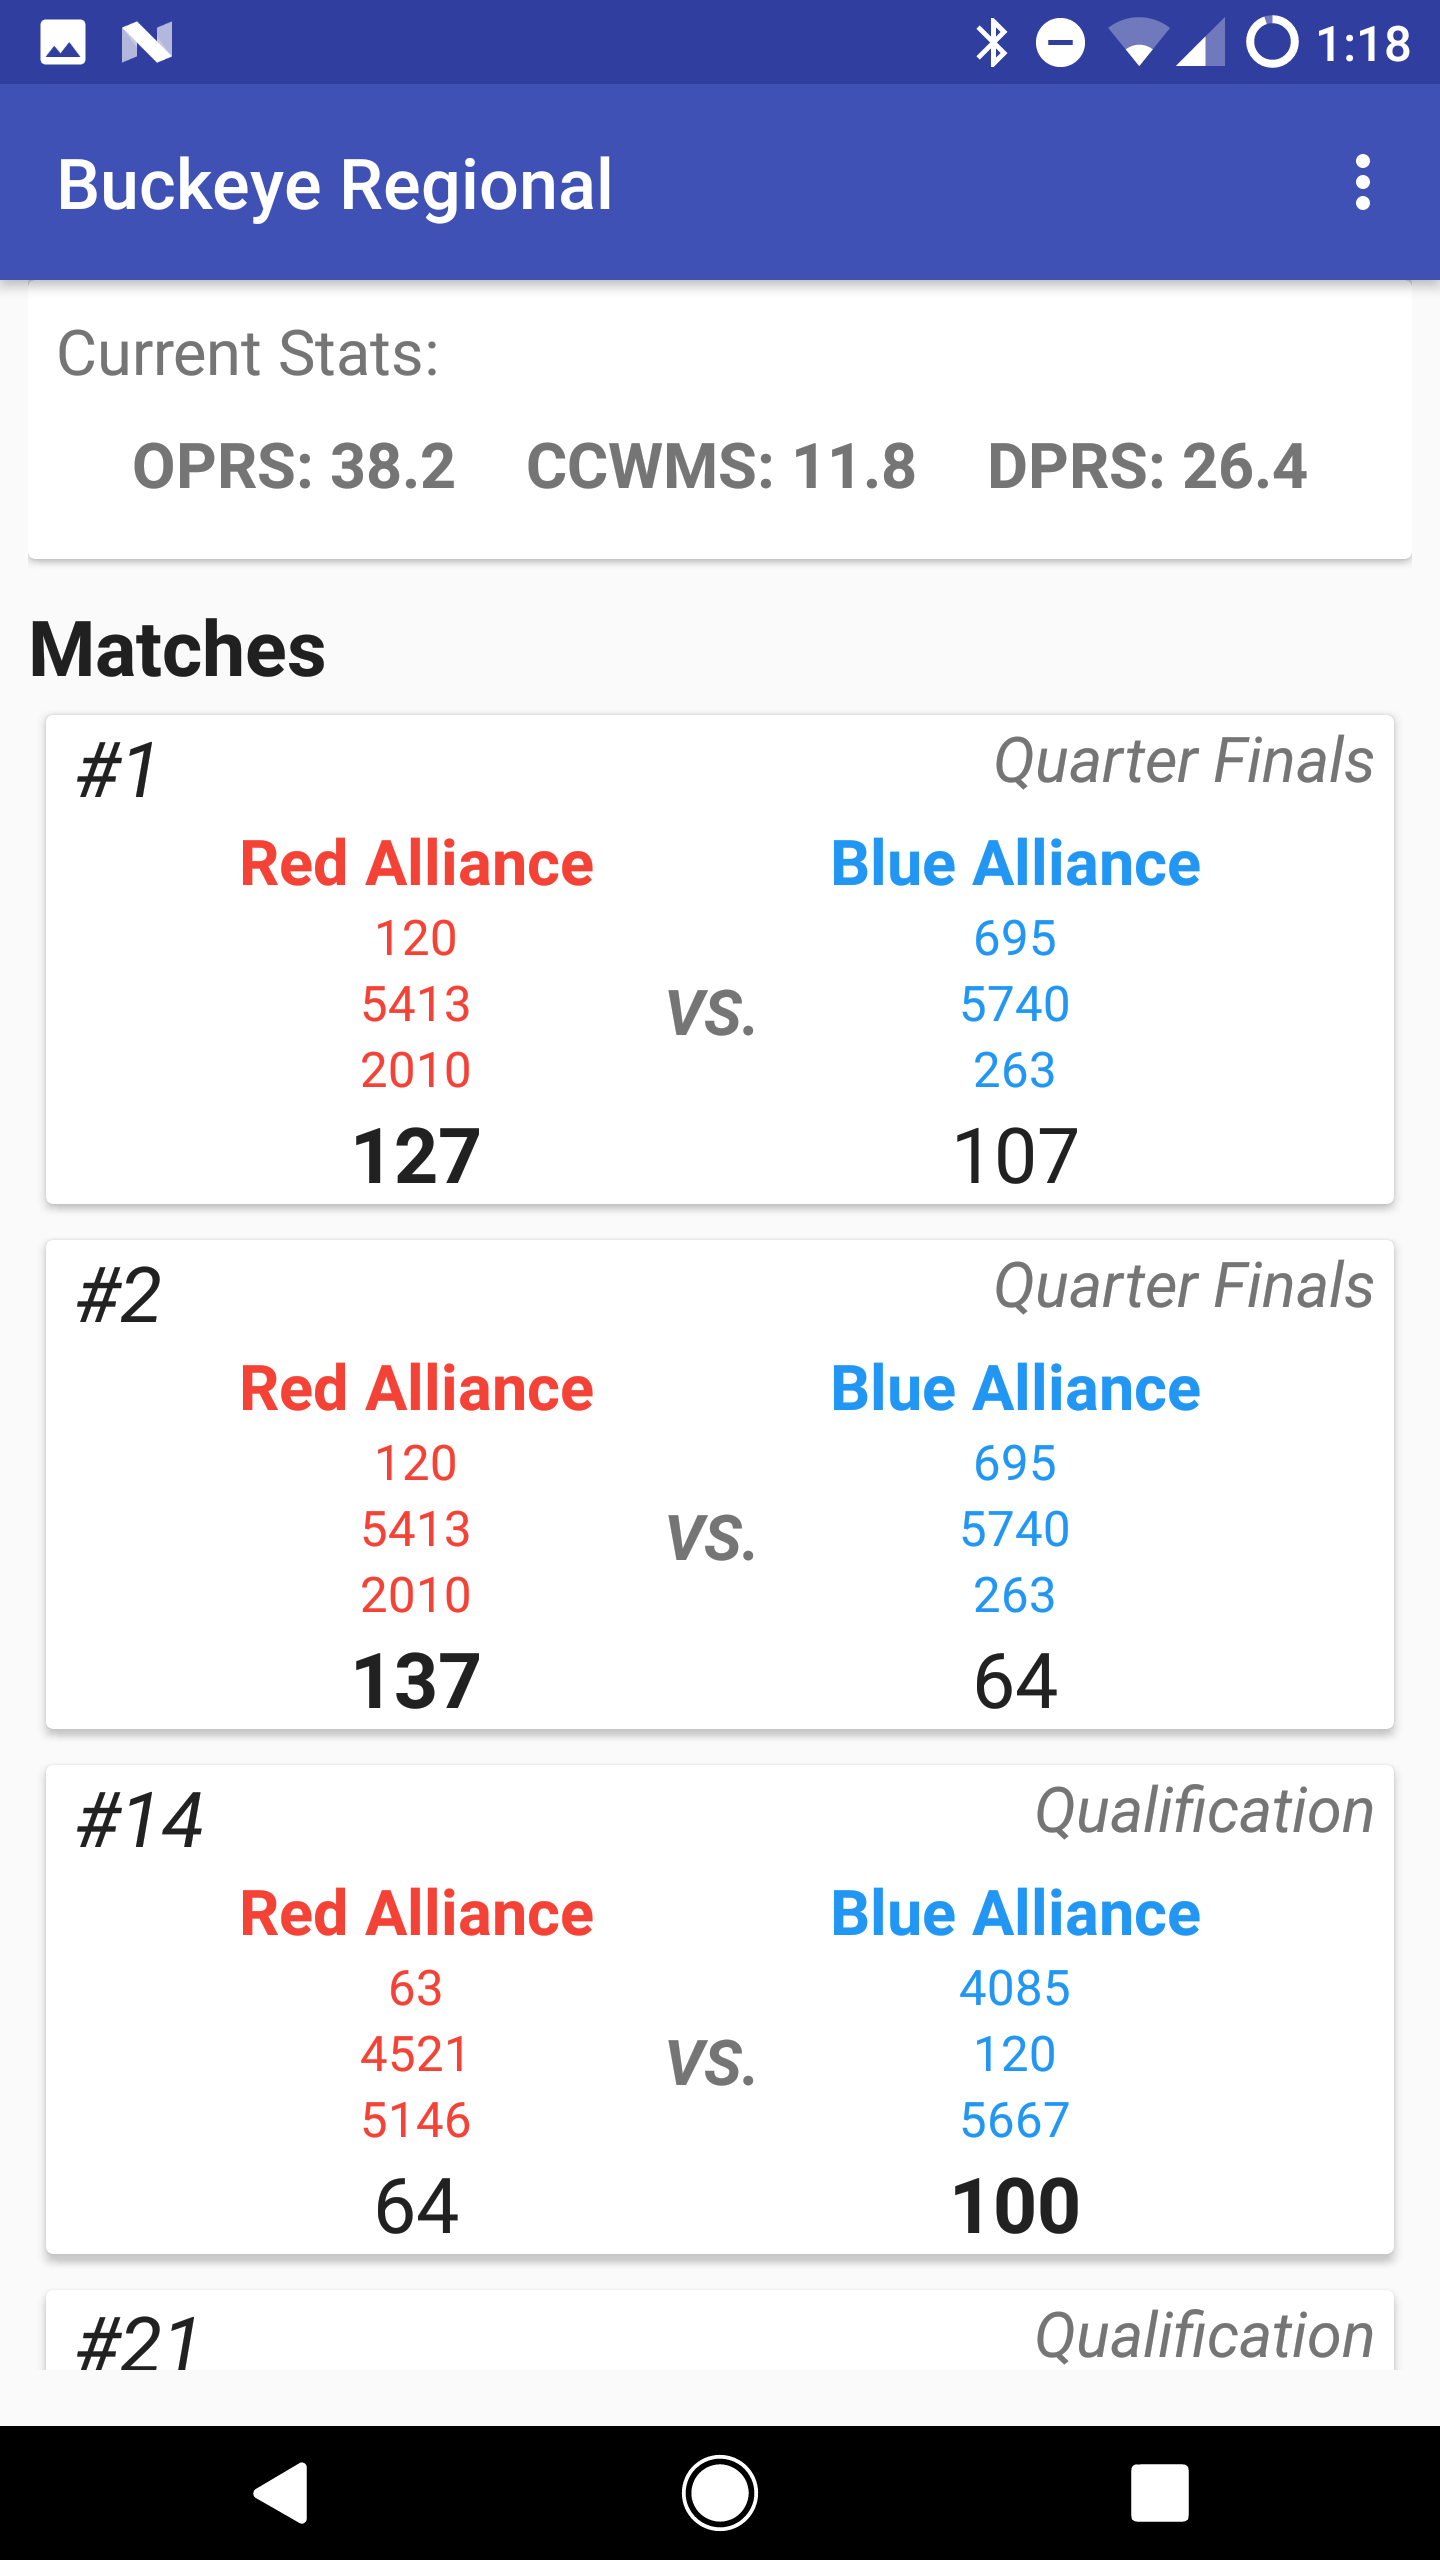 1:18
Buckeye Regional
Current Stats:
OPRS: 38.2 CCWMS: 11.8 DPRS: 26.4
Matches
#1 Quarter Finals
Red Alliance Blue Alliance
120 695
5413 VS. 5740
2010 263
127 107
#2 Quarter Finals
Red Alliance Blue Alliance
120 695
5413 VS. 5740
2010 263
137 64
#14 Qualification
Red Alliance Blue Alliance
63 4085
4521 VS. 120
5146 5667
64 100
#21 Qualification